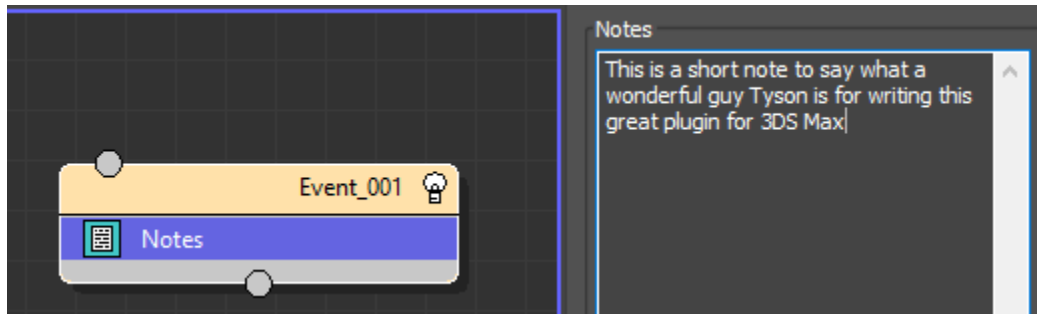 Event_001
Notes
Notes
This is a short note to say what a
wonderful guy Tyson is for writing this
great plugin for 3DS Max